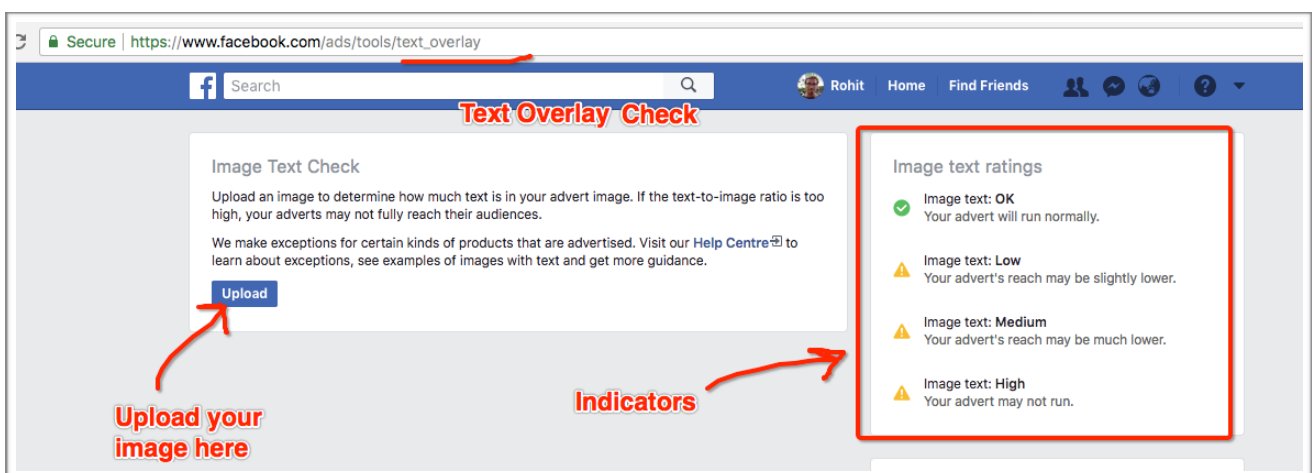 Secure https://www.facebook.com/ads/tools/text_overlay
f Search Rohit Home Find Friends ?
Text Overlay Check
Image Text Check
Upload an image to determine how much text is in your advert image. If the text-to-image ratio is too
high, your adverts may not fully reach their audiences.
We make exceptions for certain kinds of products that are advertised. Visit our Help Centre to
learn about exceptions, see examples of images with text and get more guidance.
Upload
Upload your
image here
Indicators
Image text ratings
Image text: OK
Your advert will run normally.
Image text: Low
Your advert's reach may be slightly lower.
Image text: Medium
Your advert's reach may be much lower.
Image text: High
Your advert may not run.